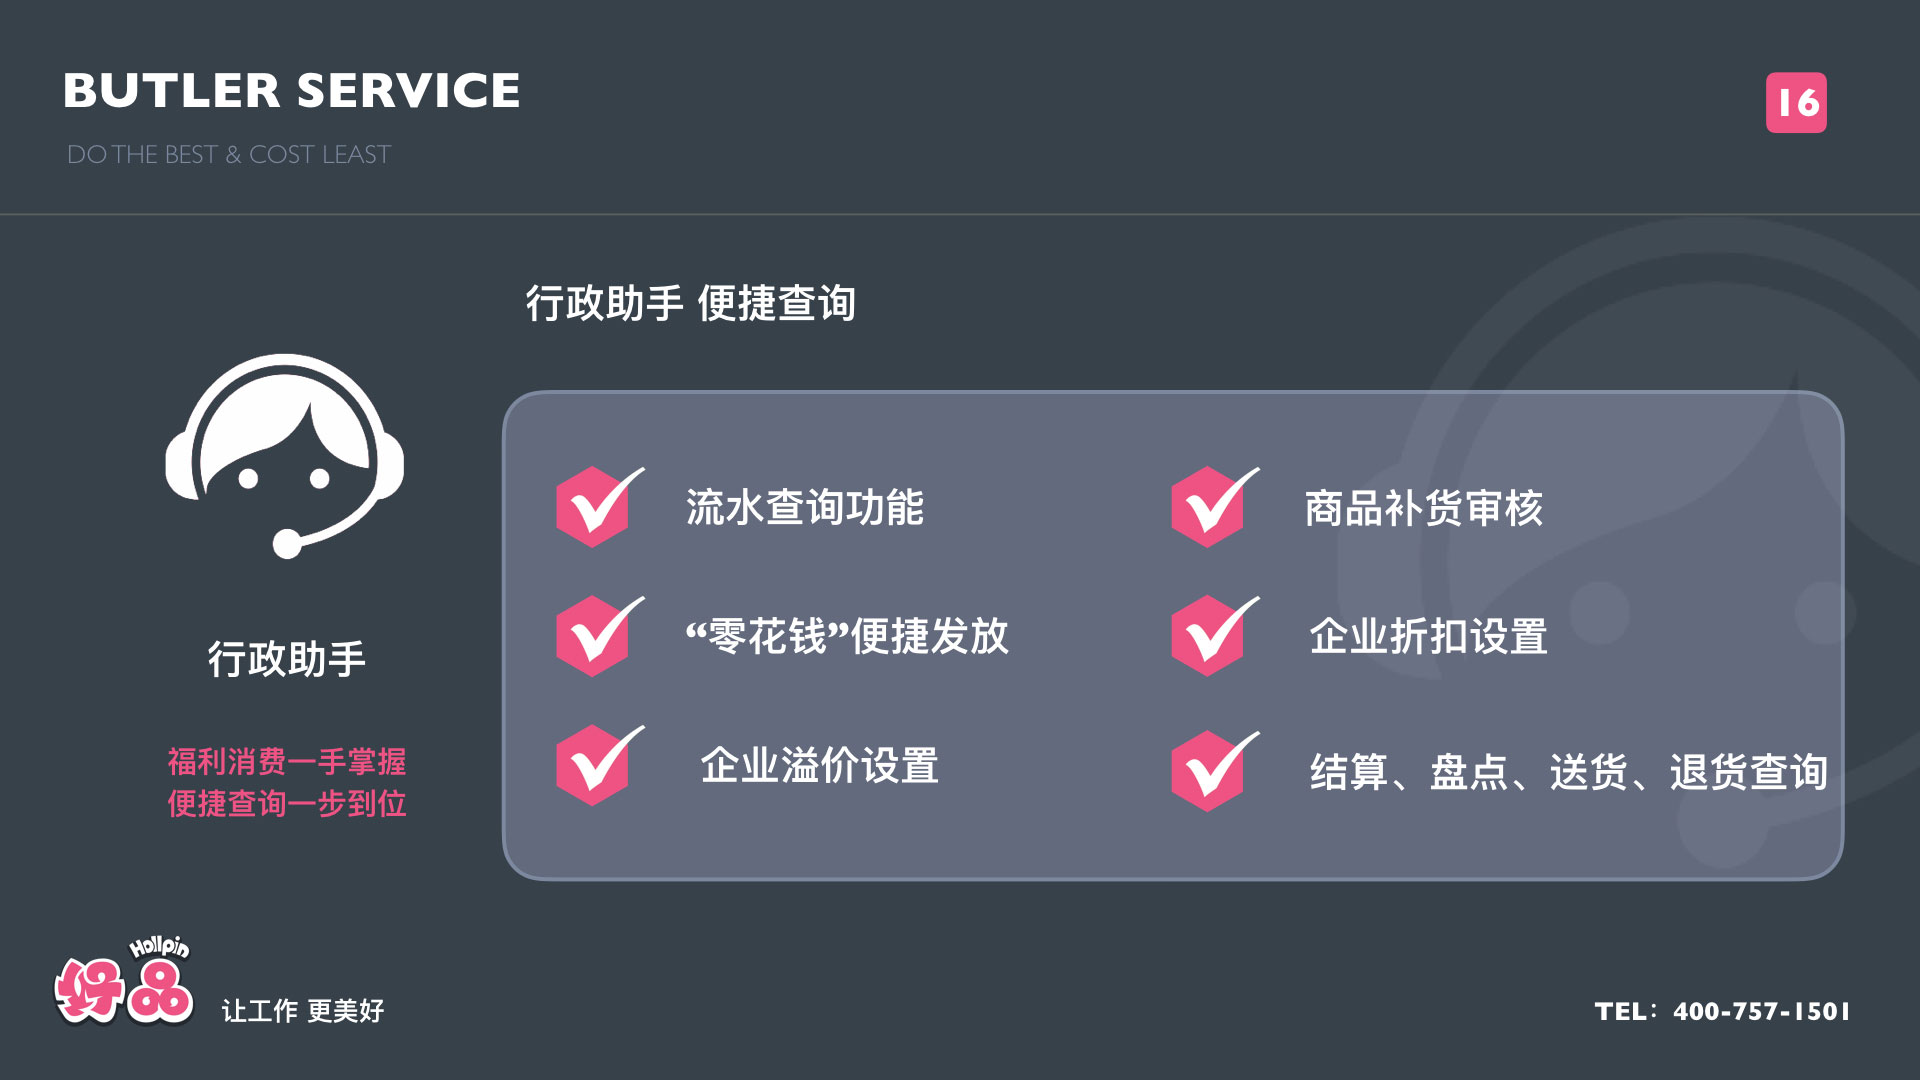 BUTLER SERVICE
DO THE BEST & COST LEAST
16
行政助手 便捷查询
流水查询功能
商品补货审核
“零花钱”便捷发放
企业折扣设置
企业溢价设置
结算、盘点、送货、退货查询
行政助手
福利消费一手掌握
便捷查询一步到位
Hollpin
好品
让工作 更美好
TEL：400-757-1501